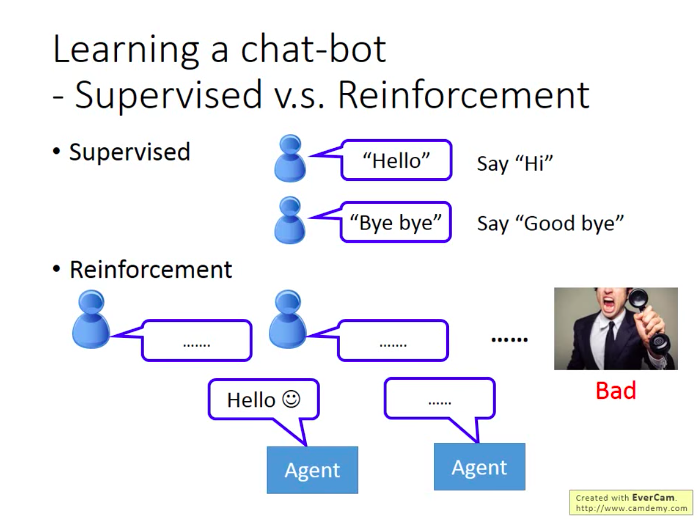 Learning a chat-bot
- Supervised v.s. Reinforcement
• Supervised
“Hello”
Say “Hi”
“Bye bye”
Say “Good bye”
• Reinforcement
.......
.......
......
Bad
Hello ☺
......
Agent
Agent
Created with EverCam.
http://www.camdemy.com